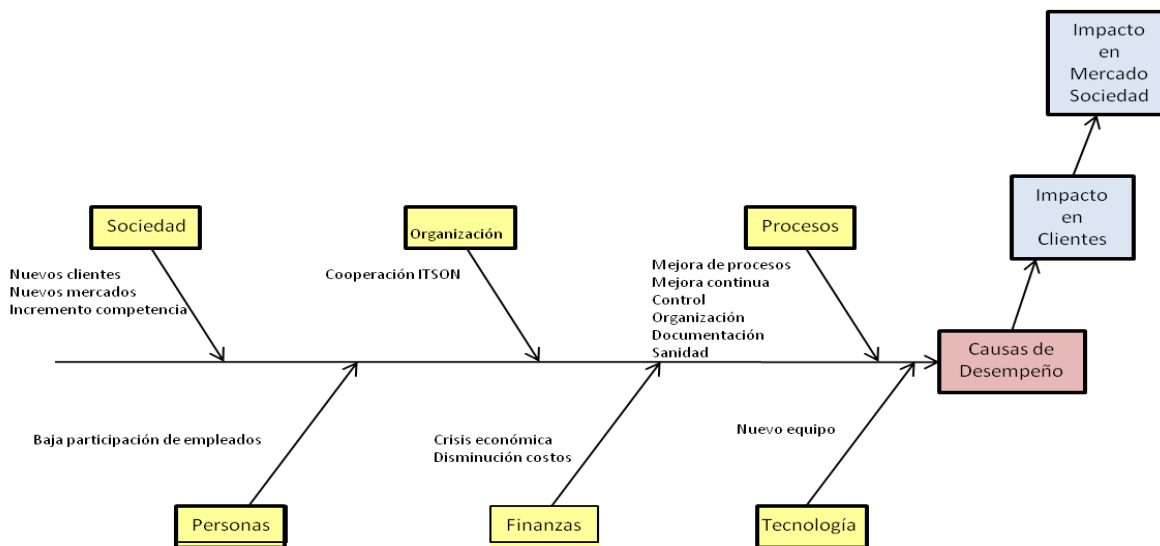 Impacto
en
Mercado
Sociedad
Impacto
en
Clientes
Sociedad
Organización
Procesos
Nuevos clientes
Nuevos mercados
Incremento competencia
Cooperación ITSON
Mejora de procesos
Mejora continua
Control
Organización
Documentación
Sanidad
Causas de
Desempeño
Baja participación de empleados
Crisis económica
Disminución costos
Nuevo equipo
Personas
Finanzas
Tecnología